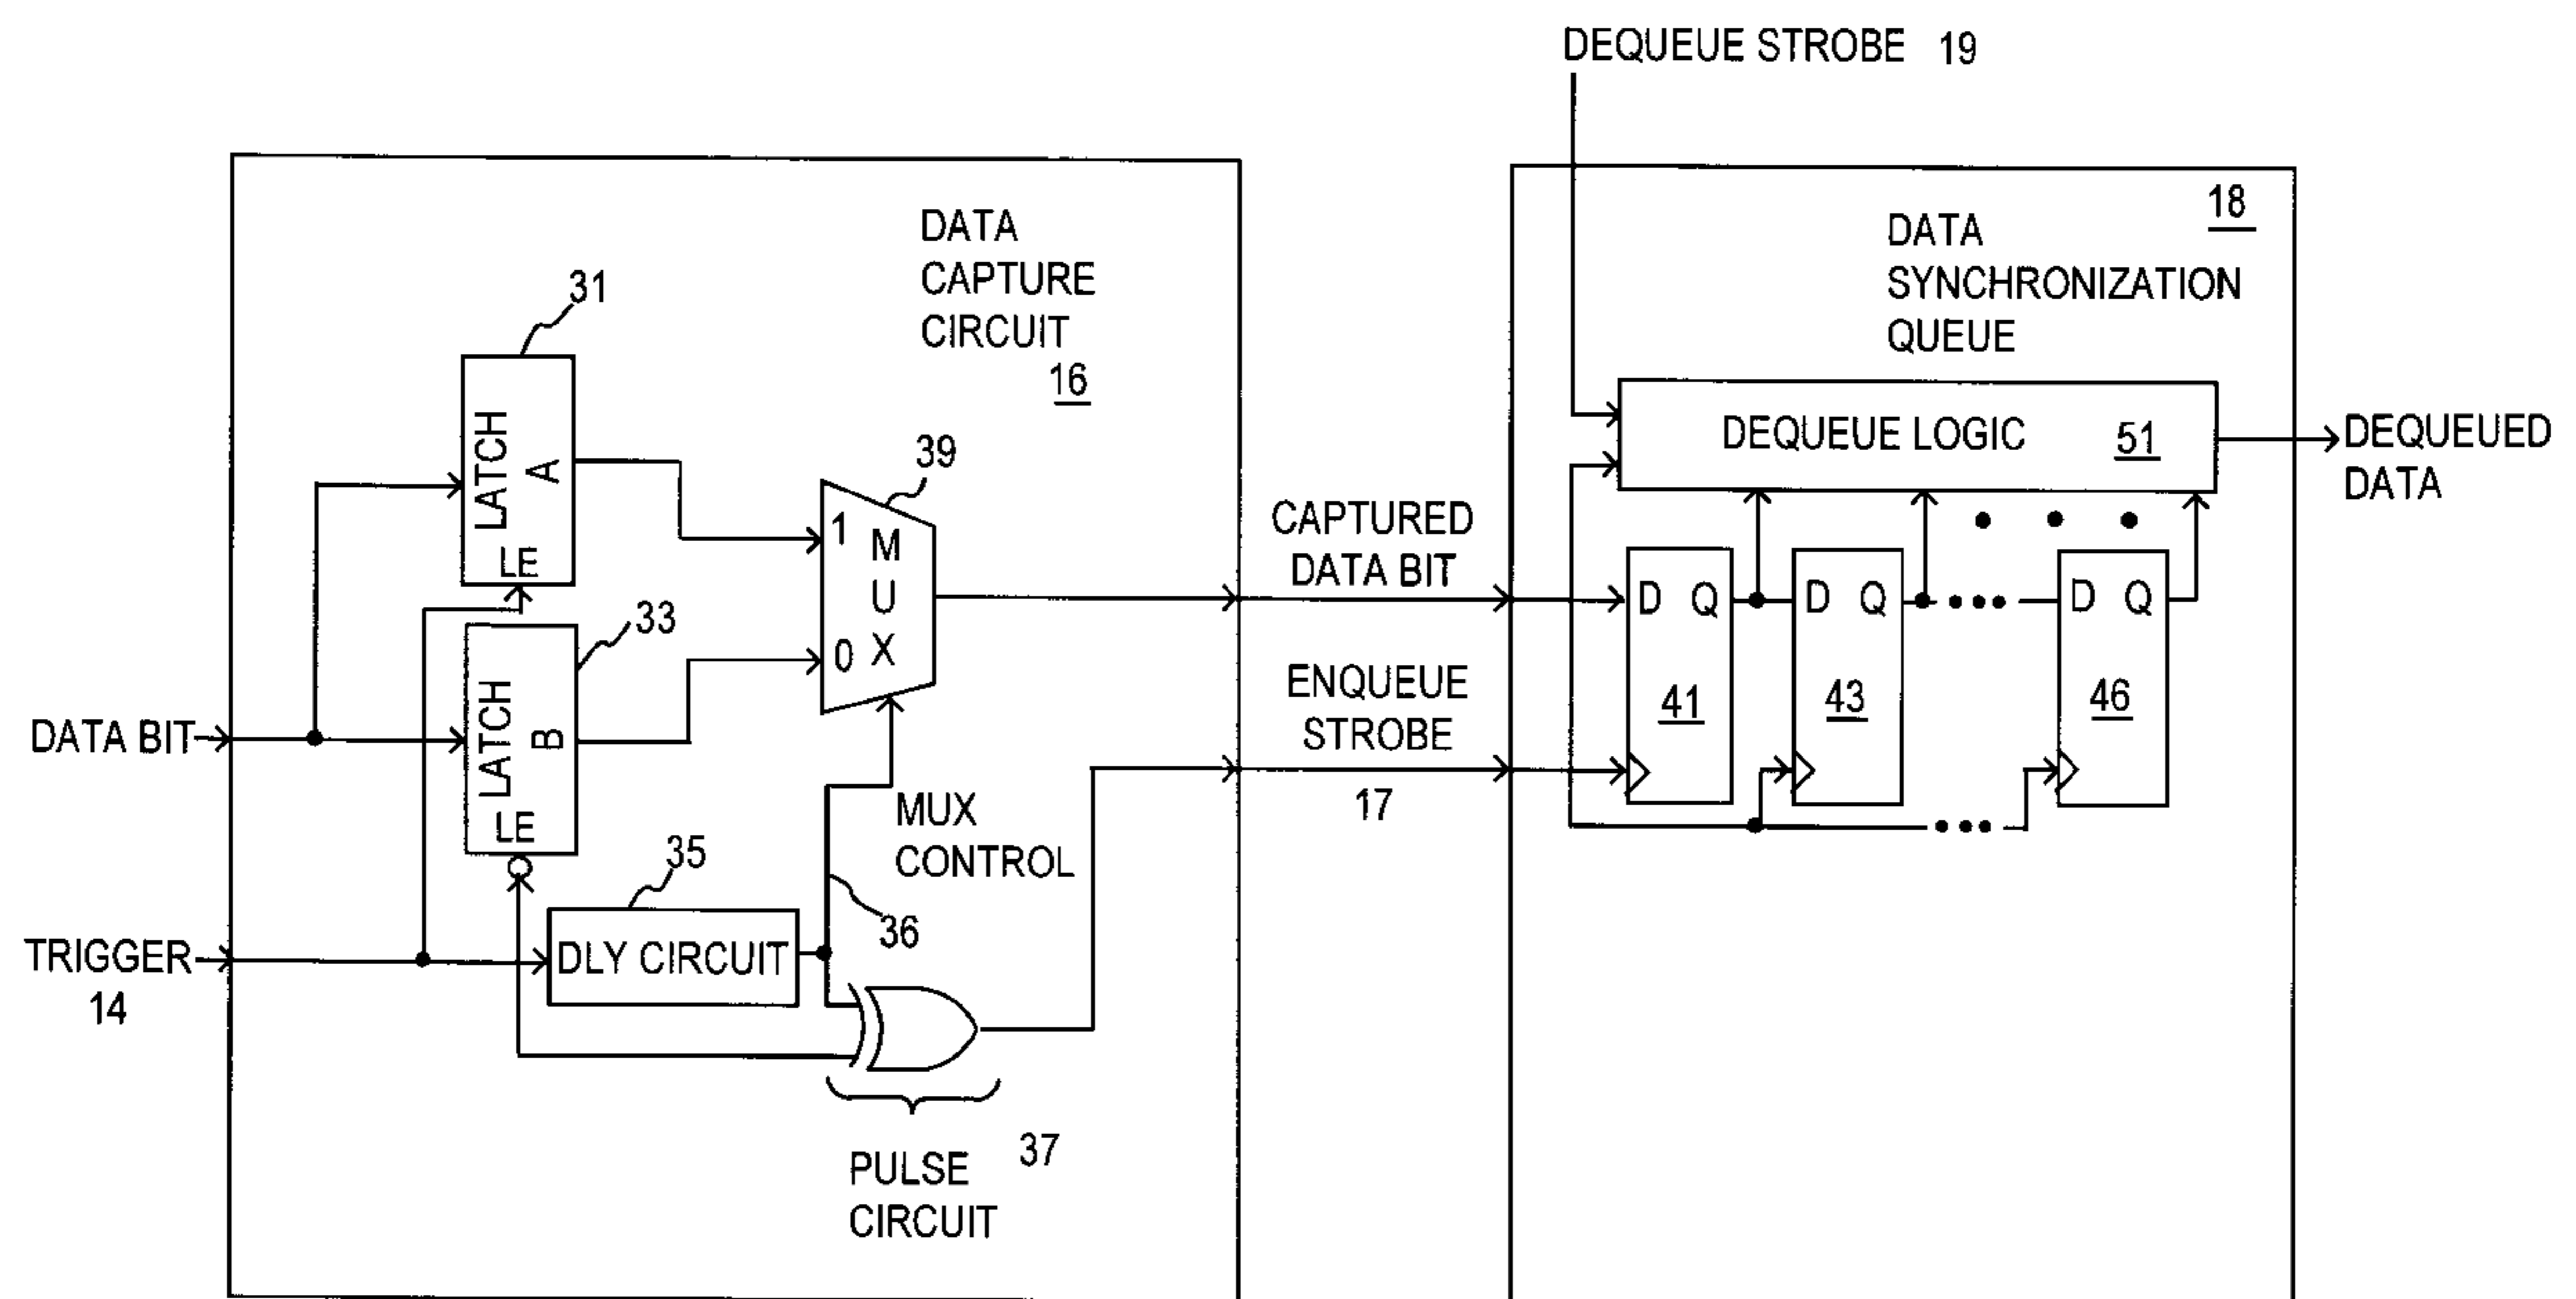 DEQUEUE STROBE 19
DATA
CAPTURE
CIRCUIT
16
31
LATCH
A
LE
33
LATCH
B
LE
39
1
0
M
U
X
DATA BIT
TRIGGER
14
35
DLY CIRCUIT
36
MUX
CONTROL
37
PULSE
CIRCUIT
CAPTURED
DATA BIT
ENQUEUE
STROBE
17
18
DATA
SYNCHRONIZATION
QUEUE
DEQUEUE LOGIC 51
DEQUEUED
DATA
D Q
41
D Q
43
D Q
46